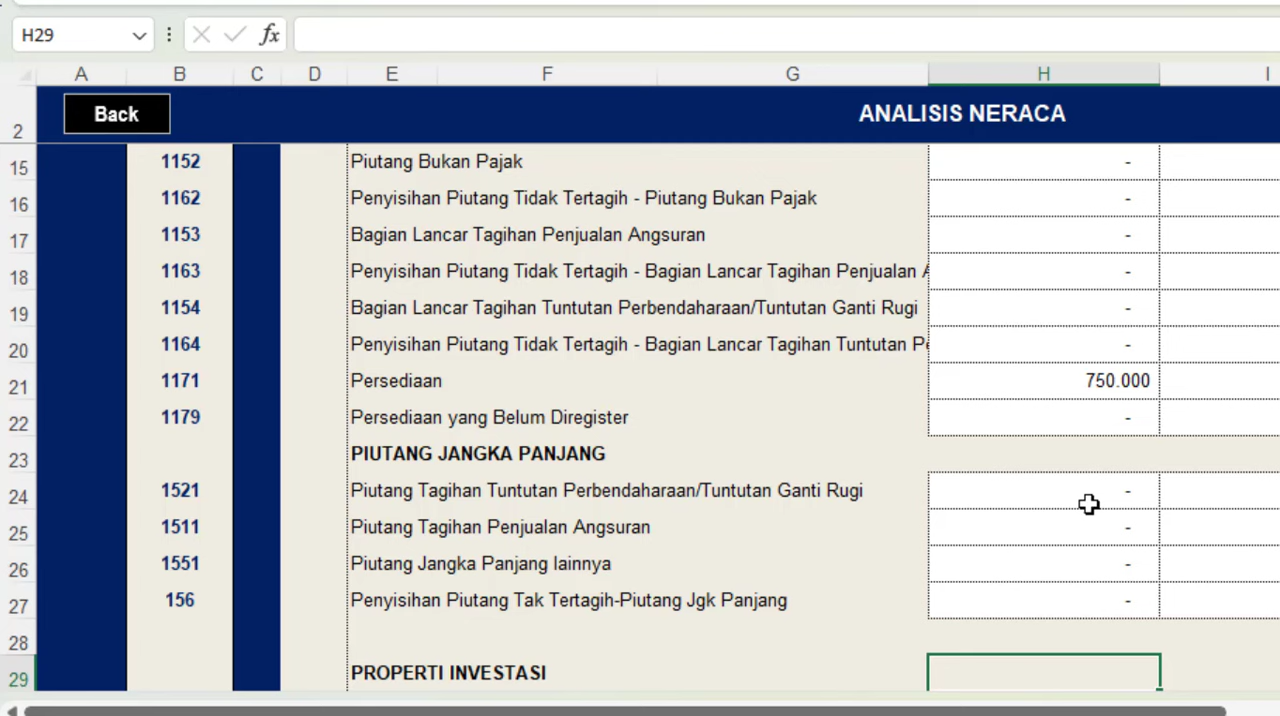 H29
fx
A B C D E F G H I
2 Back ANALISIS NERACA
15 1152 Piutang Bukan Pajak -
16 1162 Penyisihan Piutang Tidak Tertagih - Piutang Bukan Pajak -
17 1153 Bagian Lancar Tagihan Penjualan Angsuran -
18 1163 Penyisihan Piutang Tidak Tertagih - Bagian Lancar Tagihan Penjualan -
19 1154 Bagian Lancar Tagihan Tuntutan Perbendaharaan/Tuntutan Ganti Rugi -
20 1164 Penyisihan Piutang Tidak Tertagih - Bagian Lancar Tagihan Tuntutan -
21 1171 Persediaan 750.000
22 1179 Persediaan yang Belum Diregister -
23 PIUTANG JANGKA PANJANG
24 1521 Piutang Tagihan Tuntutan Perbendaharaan/Tuntutan Ganti Rugi -
25 1511 Piutang Tagihan Penjualan Angsuran -
26 1551 Piutang Jangka Panjang lainnya -
27 156 Penyisihan Piutang Tak Tertagih-Piutang Jgk Panjang -
28
29 PROPERTI INVESTASI